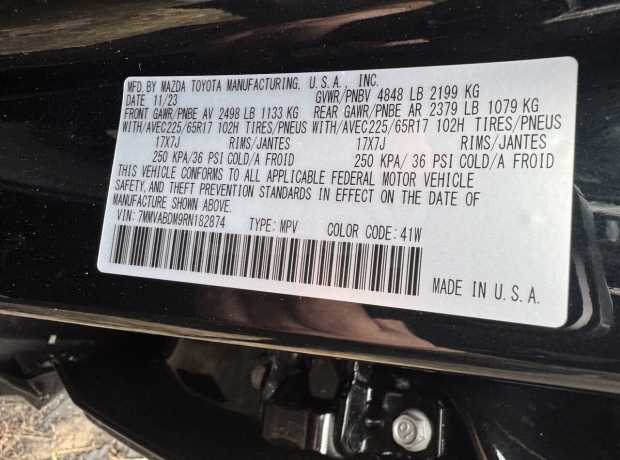 MFD. BY MAZDA TOYOTA MANUFACTURING, U.S.A., INC.
DATE 11/23 GVWR/PNBV 4848 LB 2199 KG
FRONT GAWR/PNBE AV 2498 LB 1133 KG REAR GAWR/PNBE AR 2379 LB 1079 KG
WITH/AVEC225/65R17 102H TIRES/PNEUS WITH/AVEC225/65R17 102H TIRES/PNEUS
17X7J RIMS/JANTES 17X7J RIMS/JANTES
250 KPA/ 36 PSI COLD/A FROID 250 KPA/ 36 PSI COLD/A FROID
THIS VEHICLE CONFORMS TO ALL APPLICABLE FEDERAL MOTOR VEHICLE
SAFETY, AND THEFT PREVENTION STANDARDS IN EFFECT ON THE DATE OF
MANUFACTURE SHOWN ABOVE.
VIN: 7MMVABDM9RN182874 TYPE: MPV COLOR CODE: 41W
MADE IN U.S.A.